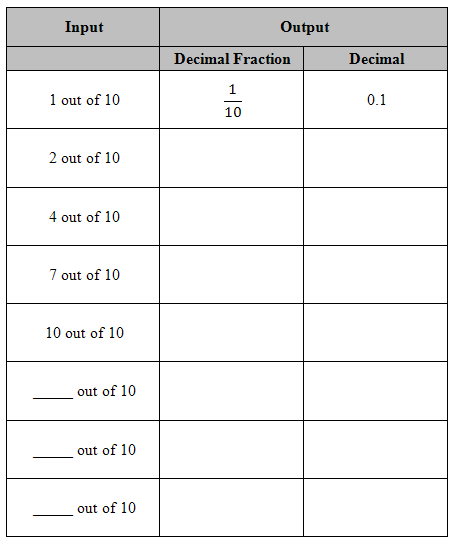 Input Output
Decimal Fraction Decimal
1 out of 10 1/10 0.1
2 out of 10
4 out of 10
7 out of 10
10 out of 10
_____ out of 10
_____ out of 10
_____ out of 10